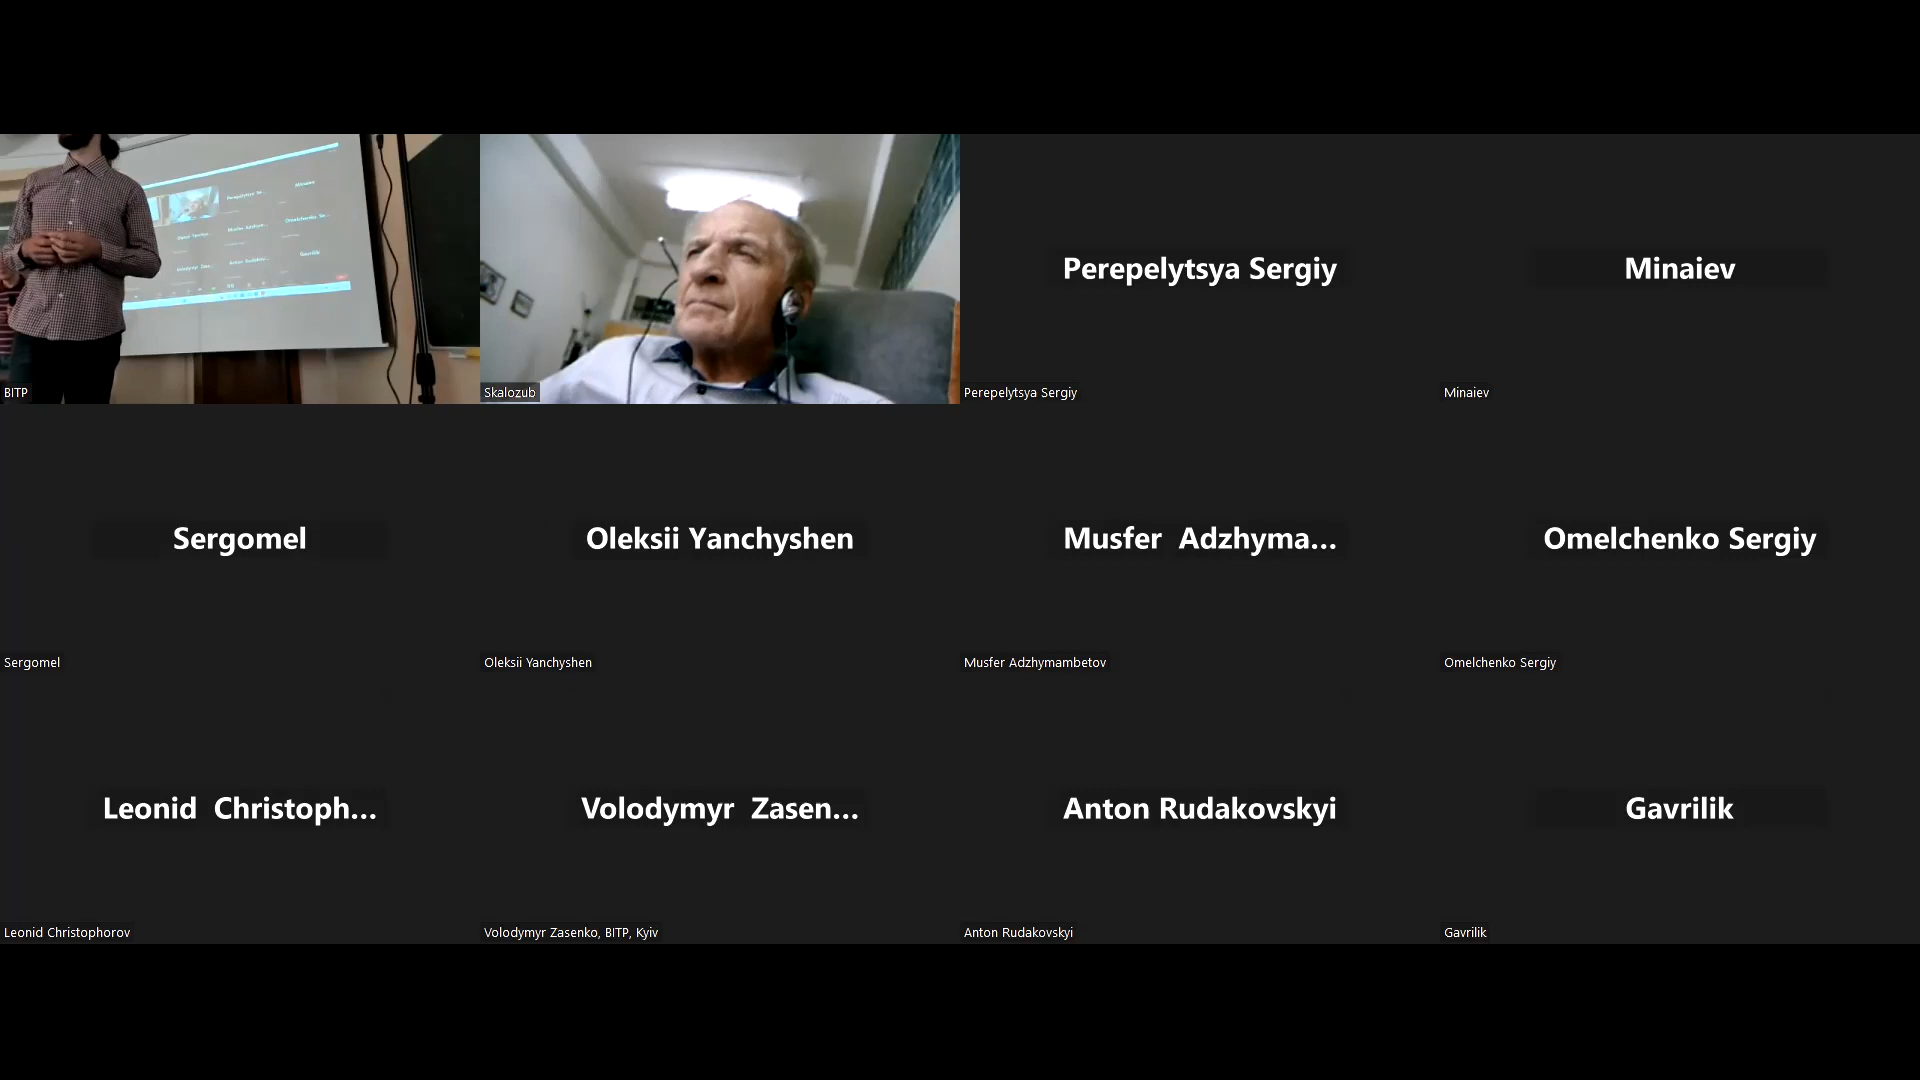 Perepelytsya Sergiy
Minaiev
BITP
Skalozub
Perepelytsya Sergiy
Minaiev
Sergomel
Oleksii Yanchyshen
Musfer Adzhyma...
Omelchenko Sergiy
Sergomel
Oleksii Yanchyshen
Musfer Adzhymambetov
Omelchenko Sergiy
Leonid Christoph...
Volodymyr Zasen...
Anton Rudakovskyi
Gavrilik
Leonid Christophorov
Volodymyr Zasenko, BITP, Kyiv
Anton Rudakovskyi
Gavrilik